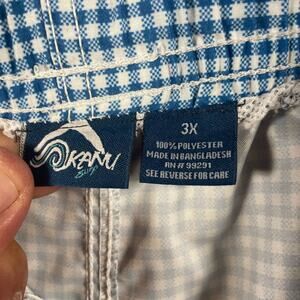 KANU
Surf
3X
100% POLYESTER
MADE IN BANGLADESH
RN # 99291
SEE REVERSE FOR CARE